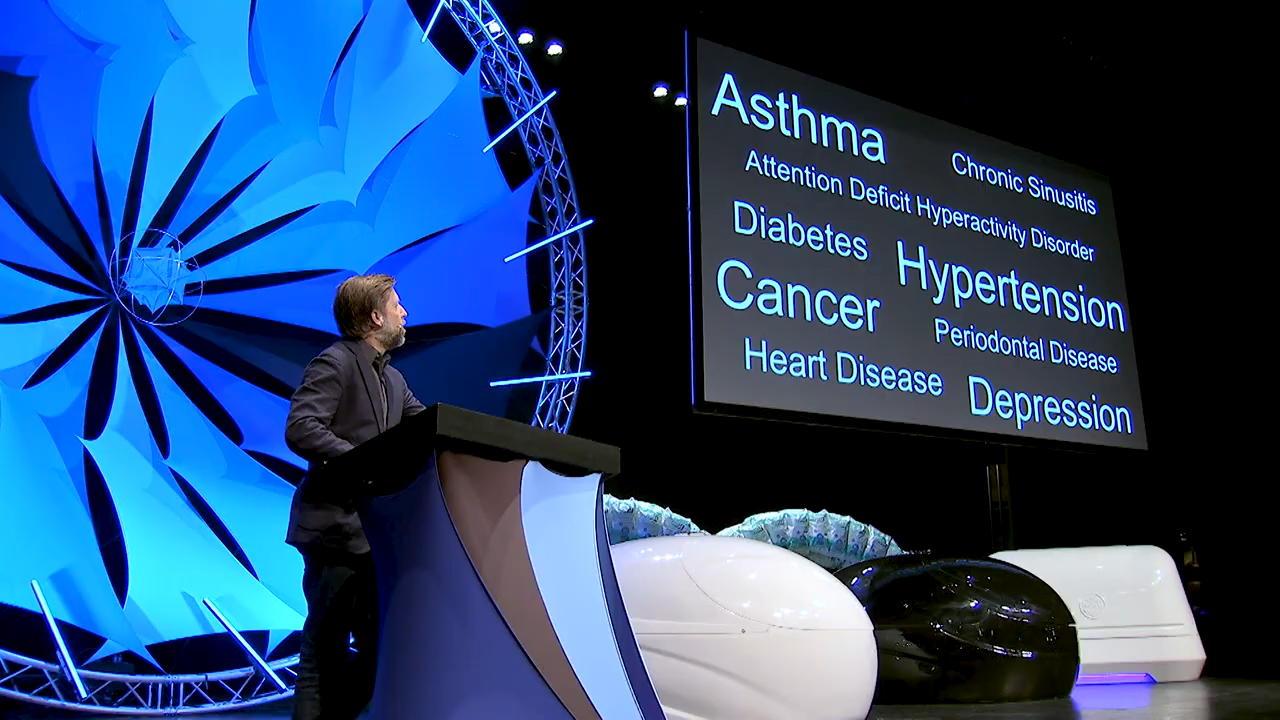 Asthma
Chronic Sinusitis
Attention Deficit Hyperactivity Disorder
Diabetes
Hypertension
Cancer
Periodontal Disease
Heart Disease
Depression